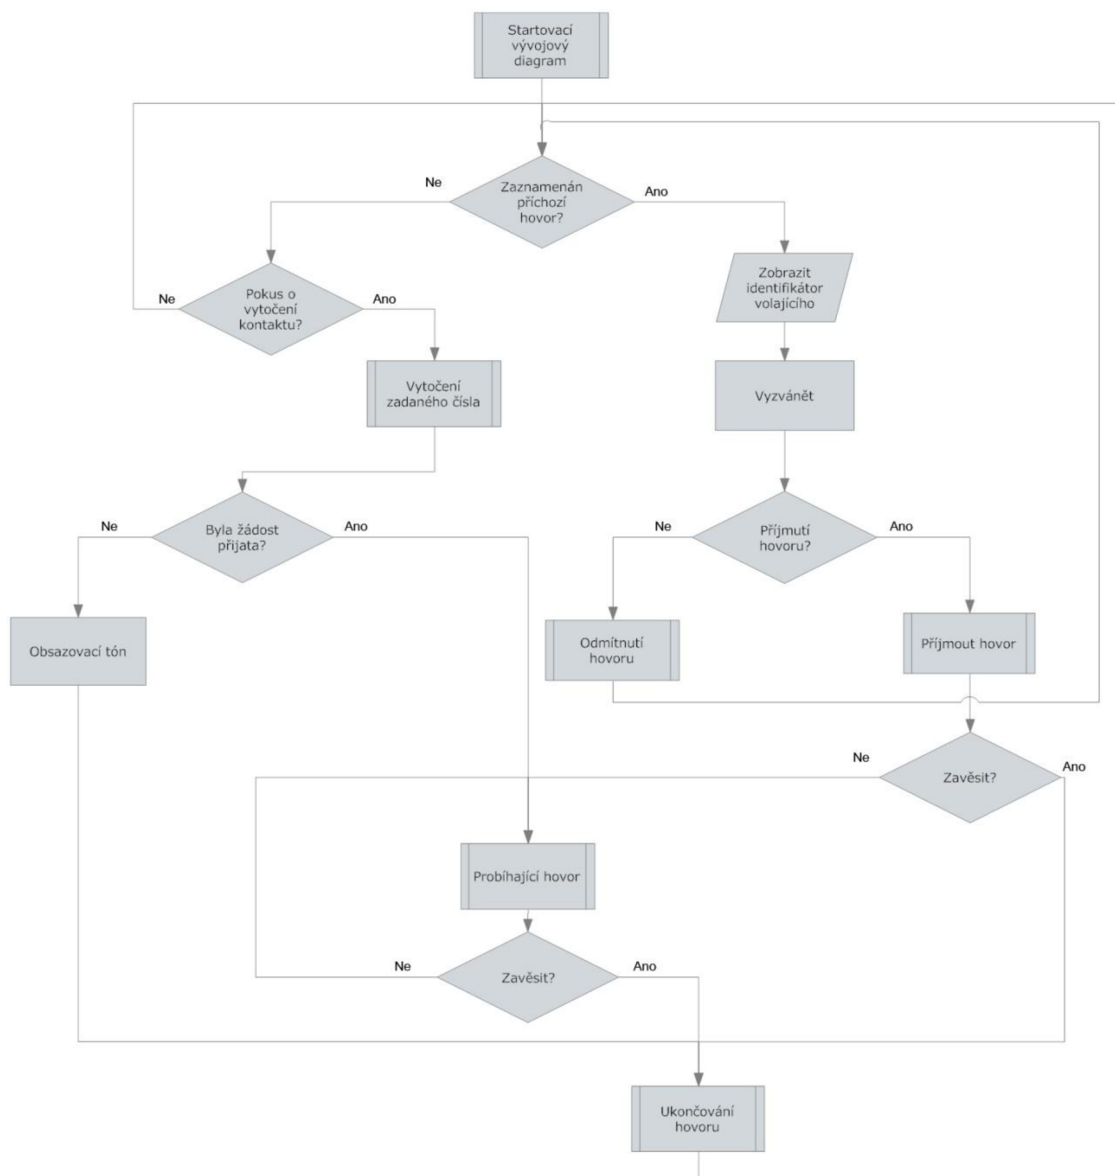 Startovací
vývojový
diagram
Zaznamenán
příchozí
hovor?
Ne
Ano
Pokus o
vytočení
kontaktu?
Ne
Ano
Zobrazit
identifikátor
volajícího
Vytočení
zadaného čísla
Vyzvánět
Byla žádost
přijata?
Ne
Ano
Příjmutí
hovoru?
Ne
Ano
Obsazovací tón
Odmítnutí
hovoru
Příjmout hovor
Zavěsit?
Ne
Ano
Probíhající hovor
Zavěsit?
Ne
Ano
Ukončování
hovoru